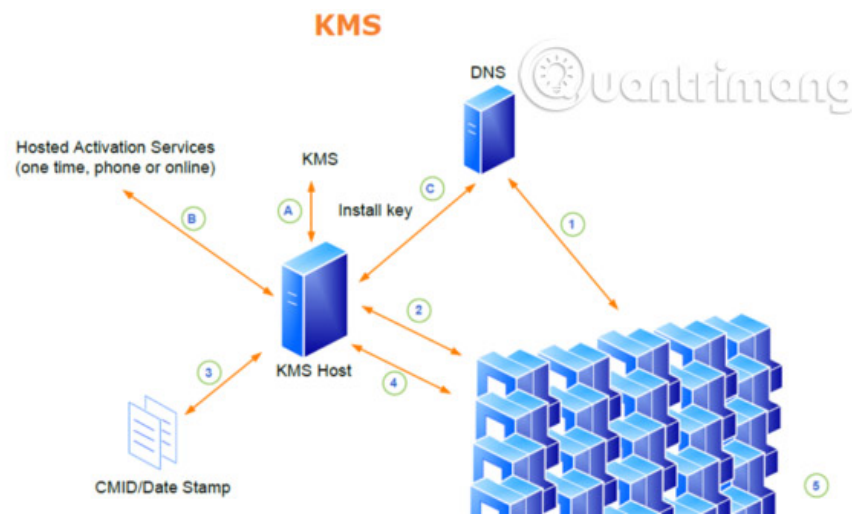 KMS
DNS
Quantrimang
Hosted Activation Services
(one time, phone or online)
KMS
C
A
Install key
B
1
2
3
KMS Host
4
CMID/Date Stamp
5